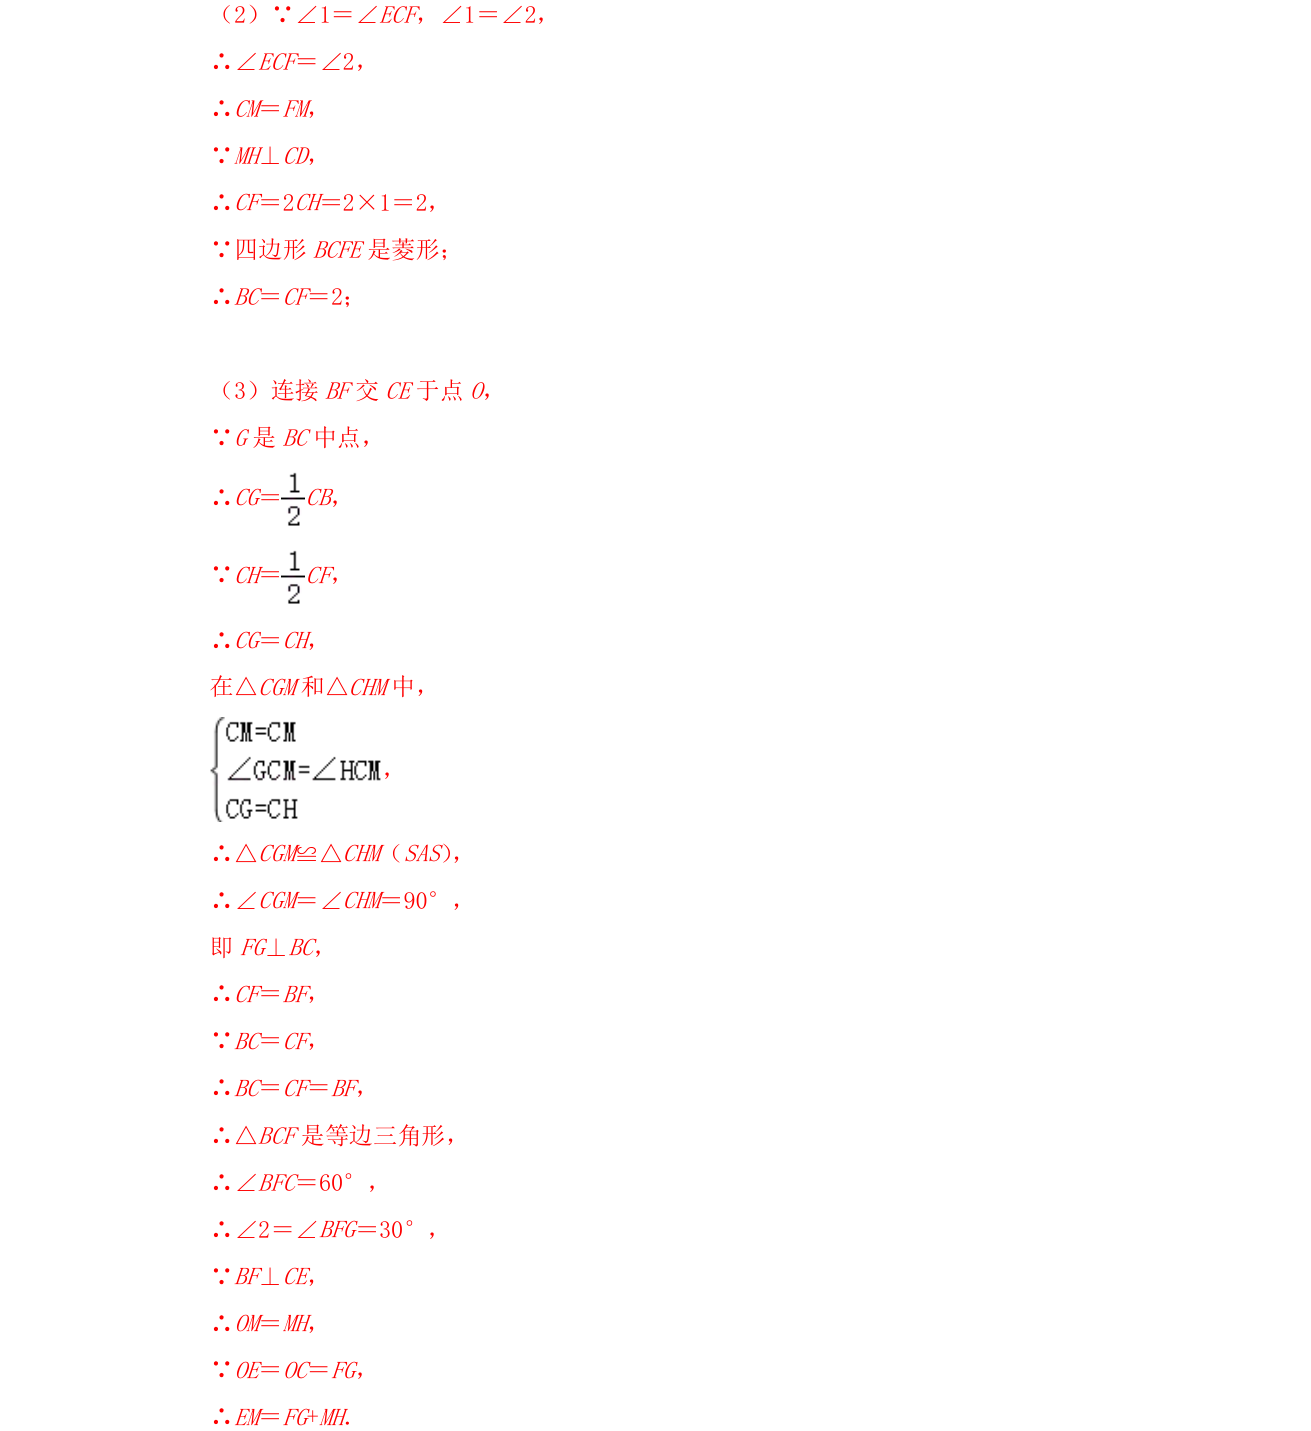 （2）∵∠1＝∠ECF，∠1＝∠2，
∴∠ECF＝∠2，
∴CM＝FM，
∵MH⊥CD，
∴CF＝2CH＝2×1＝2，
∵四边形 BCFE 是菱形；
∴BC＝CF＝2；
（3）连接 BF 交 CE 于点 O，
∵G 是 BC 中点，
∴CG＝1/2CB，
∵CH＝1/2CF，
∴CG＝CH，
在△CGM 和△CHM 中，
{CM=CM
∠GCM=∠HCM，
CG=CH
∴△CGM≌△CHM（SAS），
∴∠CGM＝∠CHM＝90°，
即 FG⊥BC，
∴CF＝BF，
∵BC＝CF，
∴BC＝CF＝BF，
∴△BCF 是等边三角形，
∴∠BFC＝60°，
∴∠2＝∠BFG＝30°，
∵BF⊥CE，
∴OM＝MH，
∵OE＝OC＝FG，
∴EM＝FG+MH．